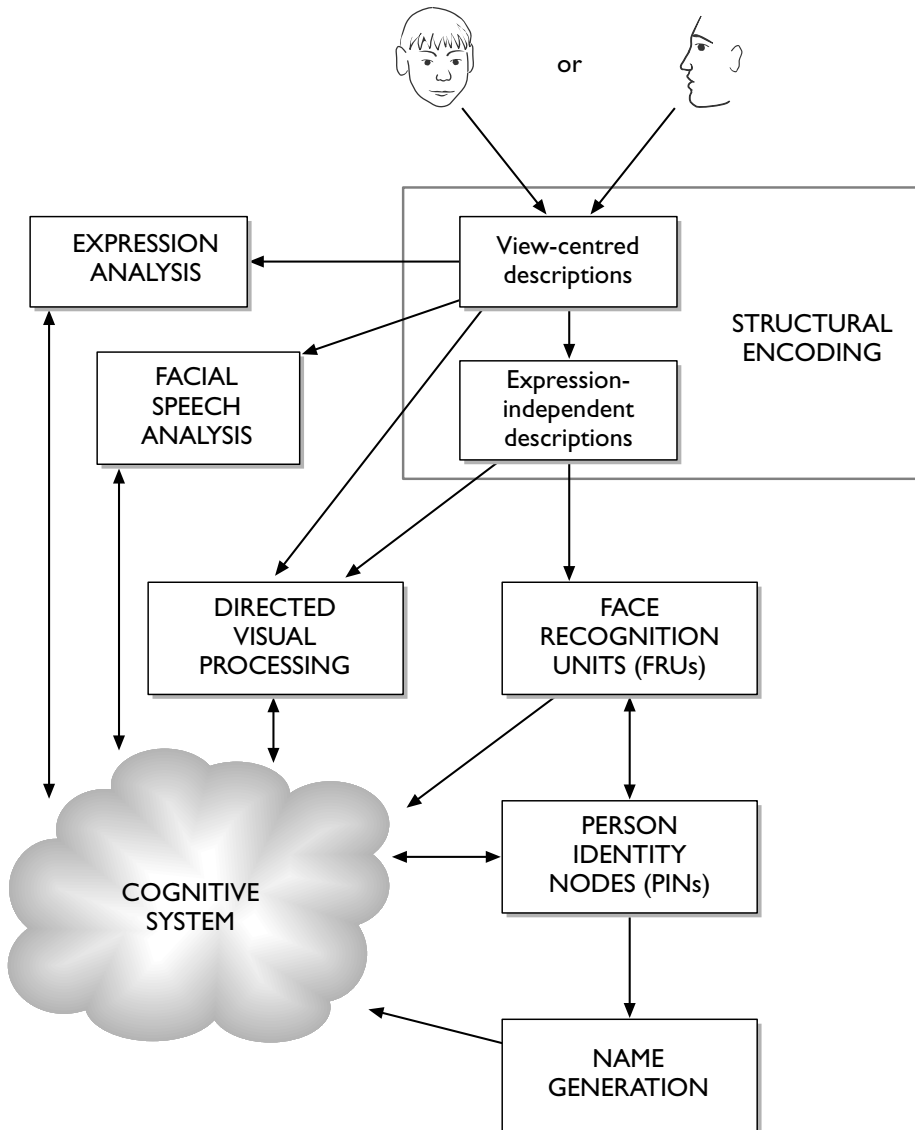 or
EXPRESSION
ANALYSIS
View-centred
descriptions
STRUCTURAL
ENCODING
FACIAL
SPEECH
ANALYSIS
Expression-
independent
descriptions
DIRECTED
VISUAL
PROCESSING
FACE
RECOGNITION
UNITS (FRUs)
COGNITIVE
SYSTEM
PERSON
IDENTITY
NODES (PINs)
NAME
GENERATION